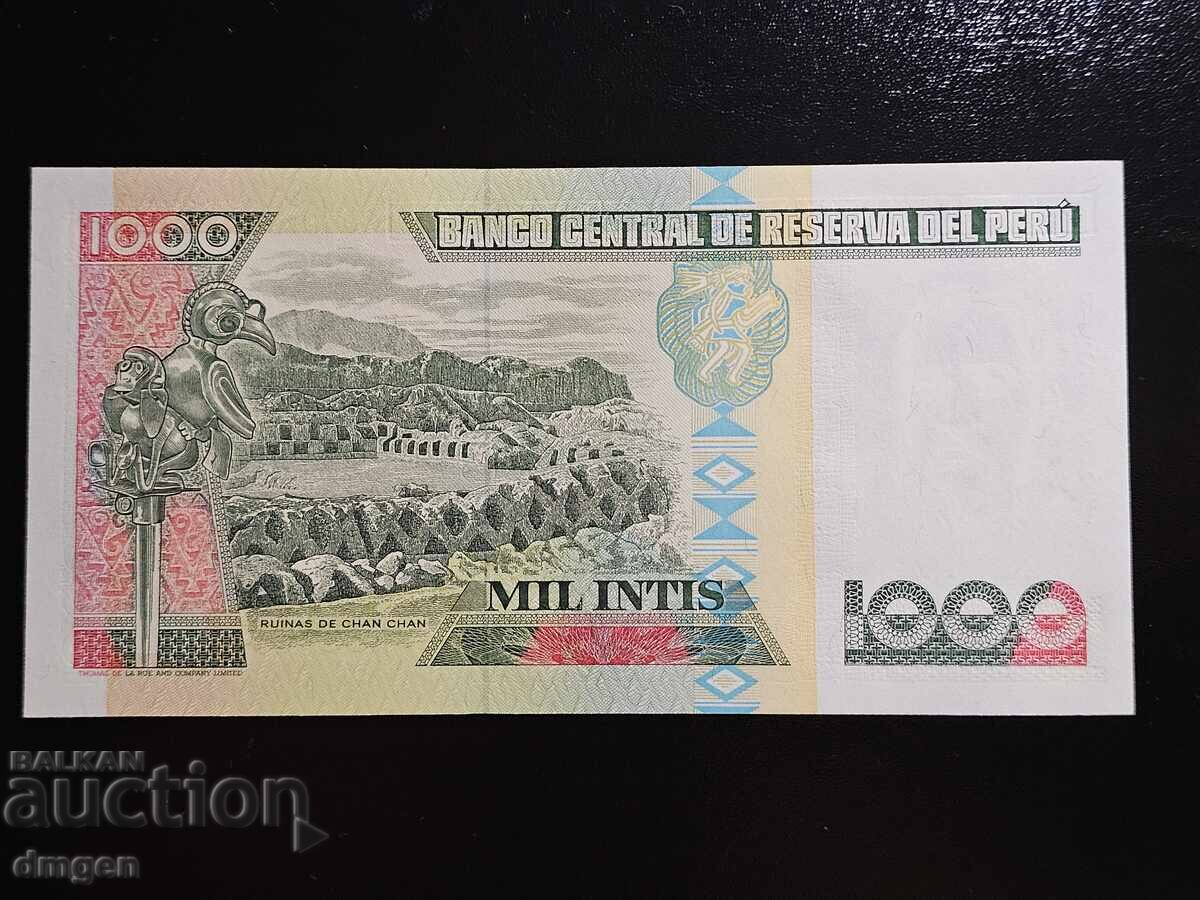 1000
BANCO CENTRAL DE RESERVA DEL PERÚ
MIL INTIS
RUINAS DE CHAN CHAN
1000
THOMAS DE LA RUE AND COMPANY LIMITED
BALKAN
auction
dmgen